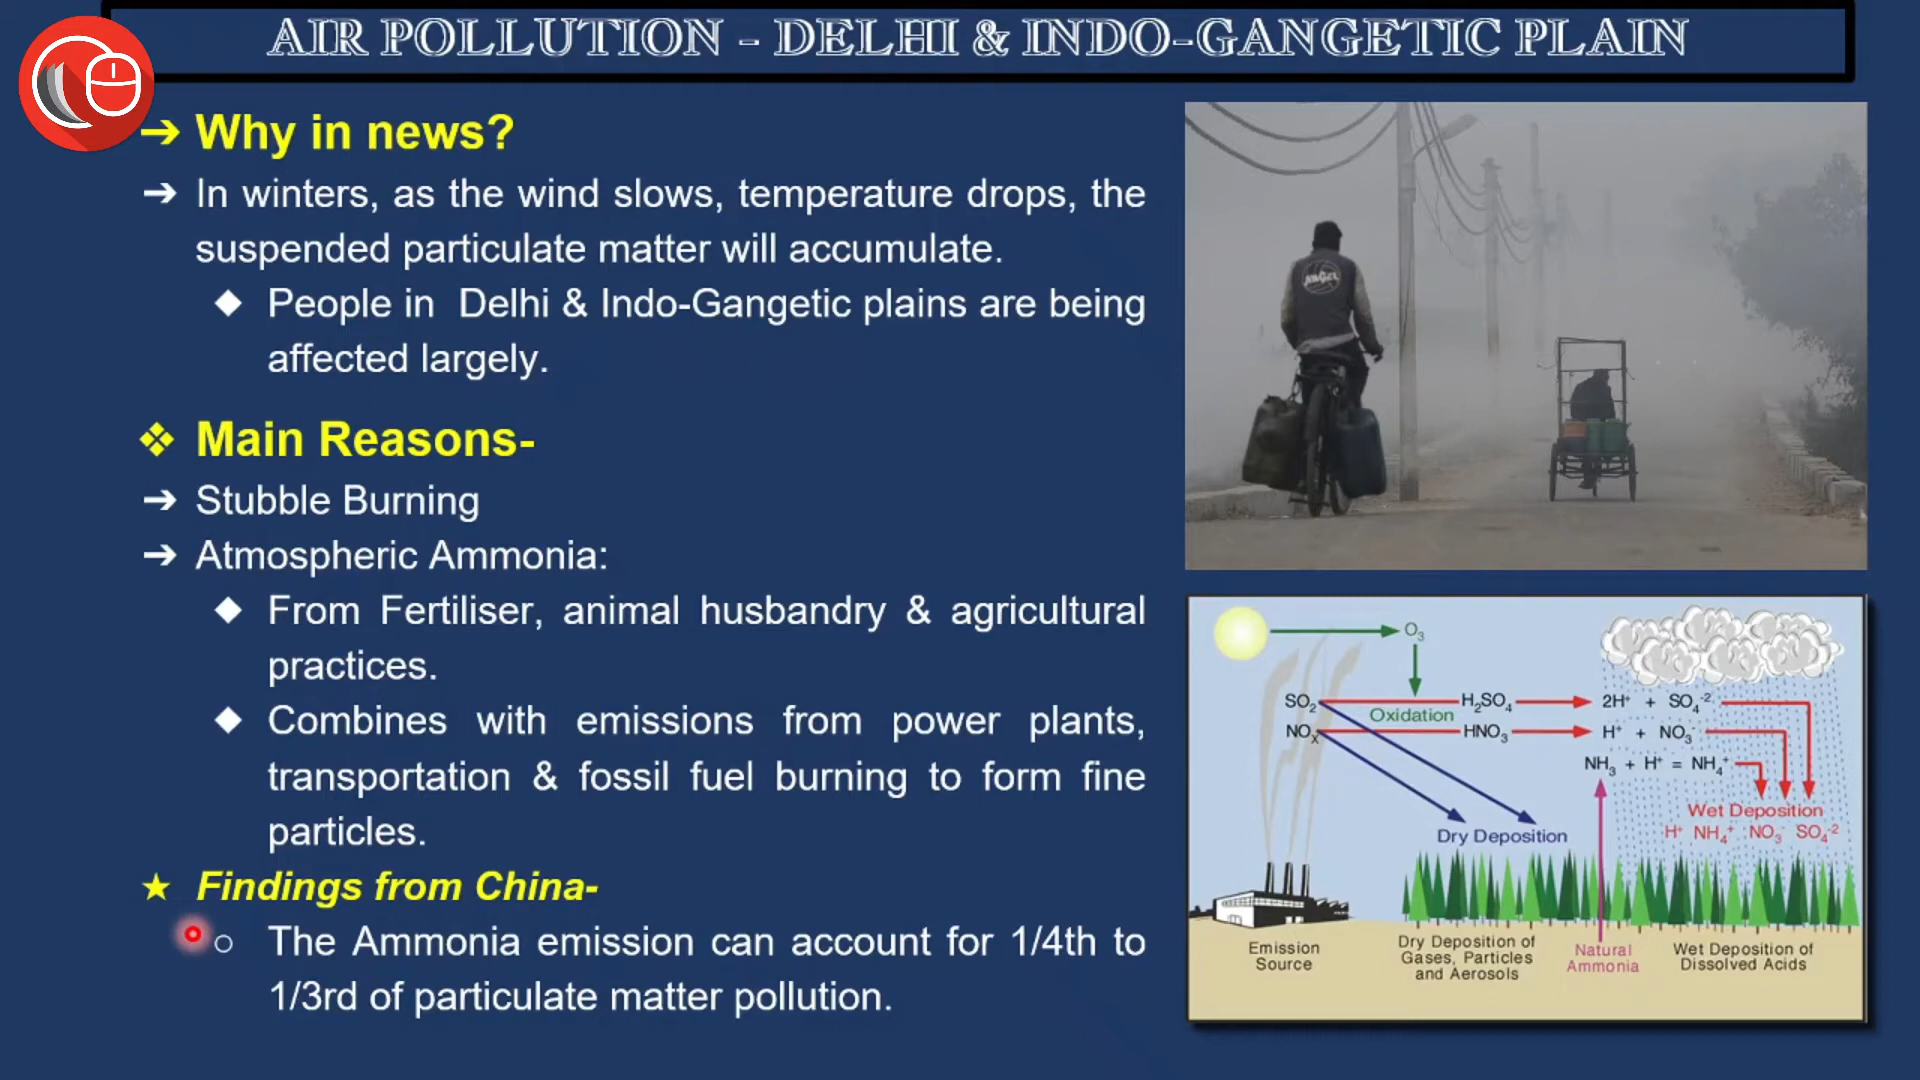 AIR POLLUTION - DELHI & INDO-GANGETIC PLAIN
➔ Why in news?
➔ In winters, as the wind slows, temperature drops, the
suspended particulate matter will accumulate.
◆ People in Delhi & Indo-Gangetic plains are being
affected largely.
❖ Main Reasons-
➔ Stubble Burning
➔ Atmospheric Ammonia:
◆ From Fertiliser, animal husbandry & agricultural
practices.
◆ Combines with emissions from power plants,
transportation & fossil fuel burning to form fine
particles.
★ Findings from China-
○ The Ammonia emission can account for 1/4th to
1/3rd of particulate matter pollution.
ANGEL
O₃
SO₂ H₂SO₄ 2H⁺ + SO₄⁻²
Oxidation
NOₓ HNO₃ H⁺ + NO₃⁻
NH₃ + H⁺ = NH₄⁺
Wet Deposition
H⁺ NH₄⁺ NO₃⁻ SO₄⁻²
Dry Deposition
Emission
Source
Dry Deposition of
Gases, Particles
and Aerosols
Natural
Ammonia
Wet Deposition of
Dissolved Acids